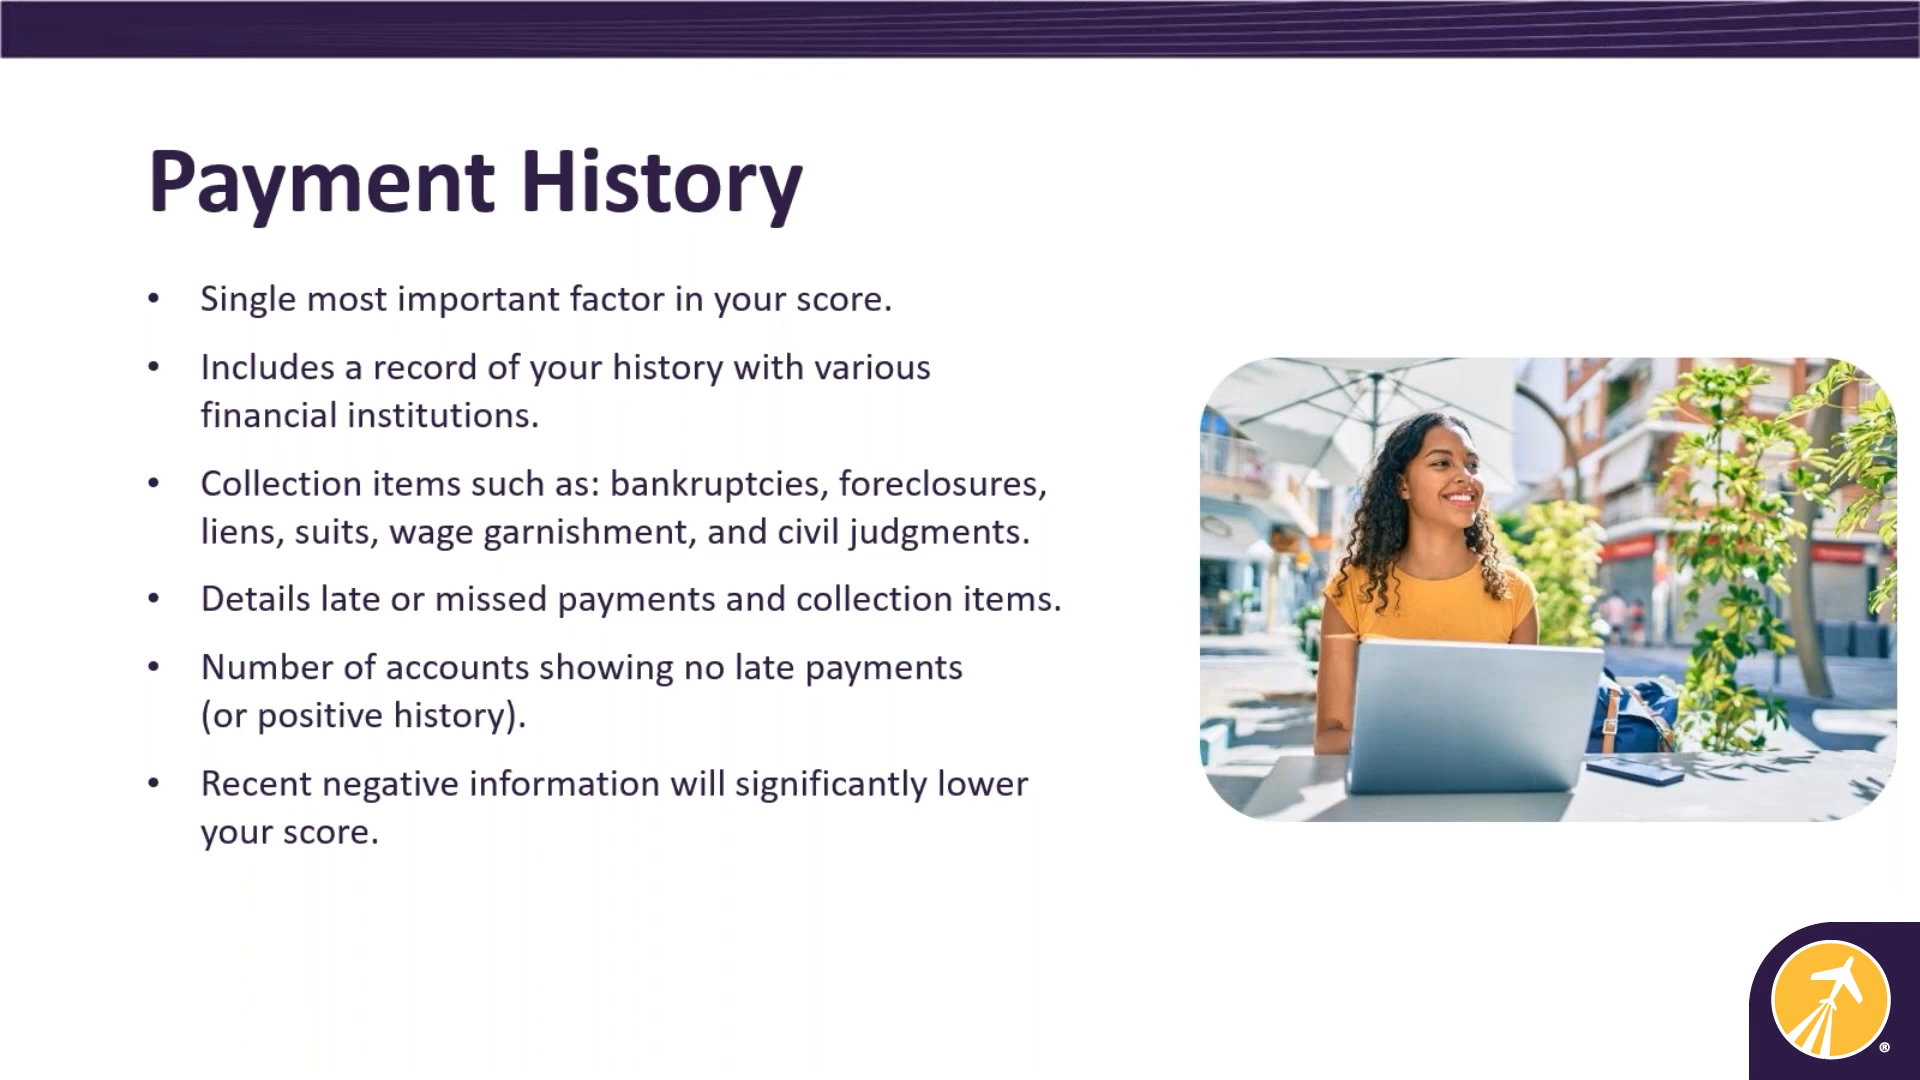 Payment History
• Single most important factor in your score.
• Includes a record of your history with various
financial institutions.
• Collection items such as: bankruptcies, foreclosures,
liens, suits, wage garnishment, and civil judgments.
• Details late or missed payments and collection items.
• Number of accounts showing no late payments
(or positive history).
• Recent negative information will significantly lower
your score.
®